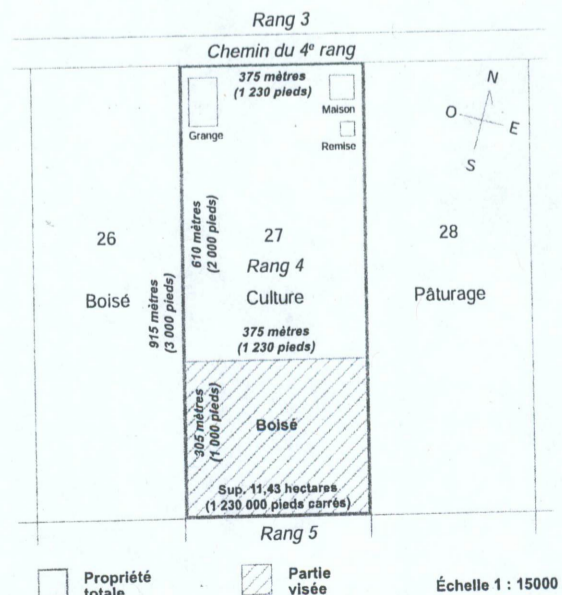 Rang 3
Chemin du 4e rang
375 mètres
(1 230 pieds)
Grange
Maison
Remise
N
O
E
S
610 mètres
(2 000 pieds)
26
27
28
Rang 4
Boisé
Culture
Pâturage
915 mètres
(3 000 pieds)
375 mètres
(1 230 pieds)
305 mètres
(1 000 pieds)
Boisé
Sup. 11,43 hectares
(1 230 000 pieds carrés)
Rang 5
Propriété
totale
Partie
visée
Échelle 1 : 15000